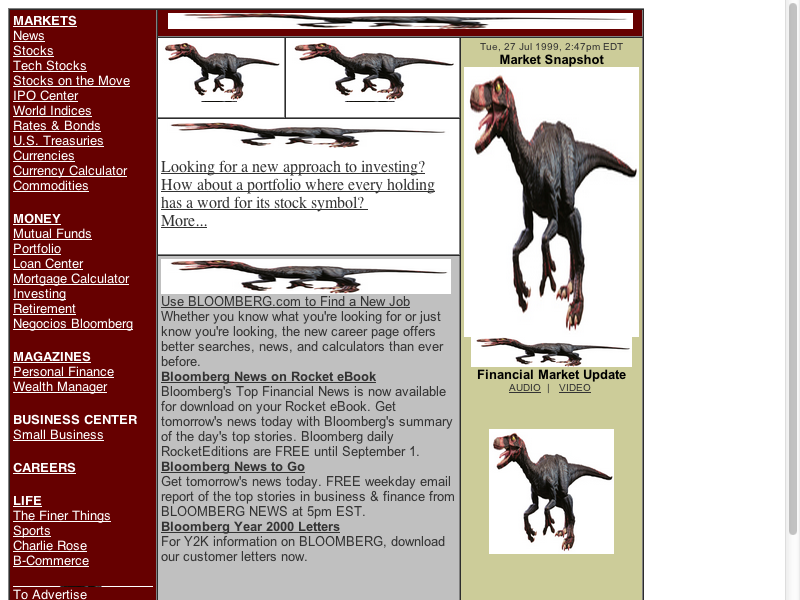 MARKETS
News
Stocks
Tech Stocks
Stocks on the Move
IPO Center
World Indices
Rates & Bonds
U.S. Treasuries
Currencies
Currency Calculator
Commodities
MONEY
Mutual Funds
Portfolio
Loan Center
Mortgage Calculator
Investing
Retirement
Negocios Bloomberg
MAGAZINES
Personal Finance
Wealth Manager
BUSINESS CENTER
Small Business
CAREERS
LIFE
The Finer Things
Sports
Charlie Rose
B-Commerce
To Advertise
Looking for a new approach to investing?
How about a portfolio where every holding
has a word for its stock symbol?
More...
Use BLOOMBERG.com to Find a New Job
Whether you know what you're looking for or just
know you're looking, the new career page offers
better searches, news, and calculators than ever
before.
Bloomberg News on Rocket eBook
Bloomberg's Top Financial News is now available
for download on your Rocket eBook. Get
tomorrow's news today with Bloomberg's summary
of the day's top stories. Bloomberg daily
RocketEditions are FREE until September 1.
Bloomberg News to Go
Get tomorrow's news today. FREE weekday email
report of the top stories in business & finance from
BLOOMBERG NEWS at 5pm EST.
Bloomberg Year 2000 Letters
For Y2K information on BLOOMBERG, download
our customer letters now.
Tue, 27 Jul 1999, 2:47pm EDT
Market Snapshot
Financial Market Update
AUDIO | VIDEO